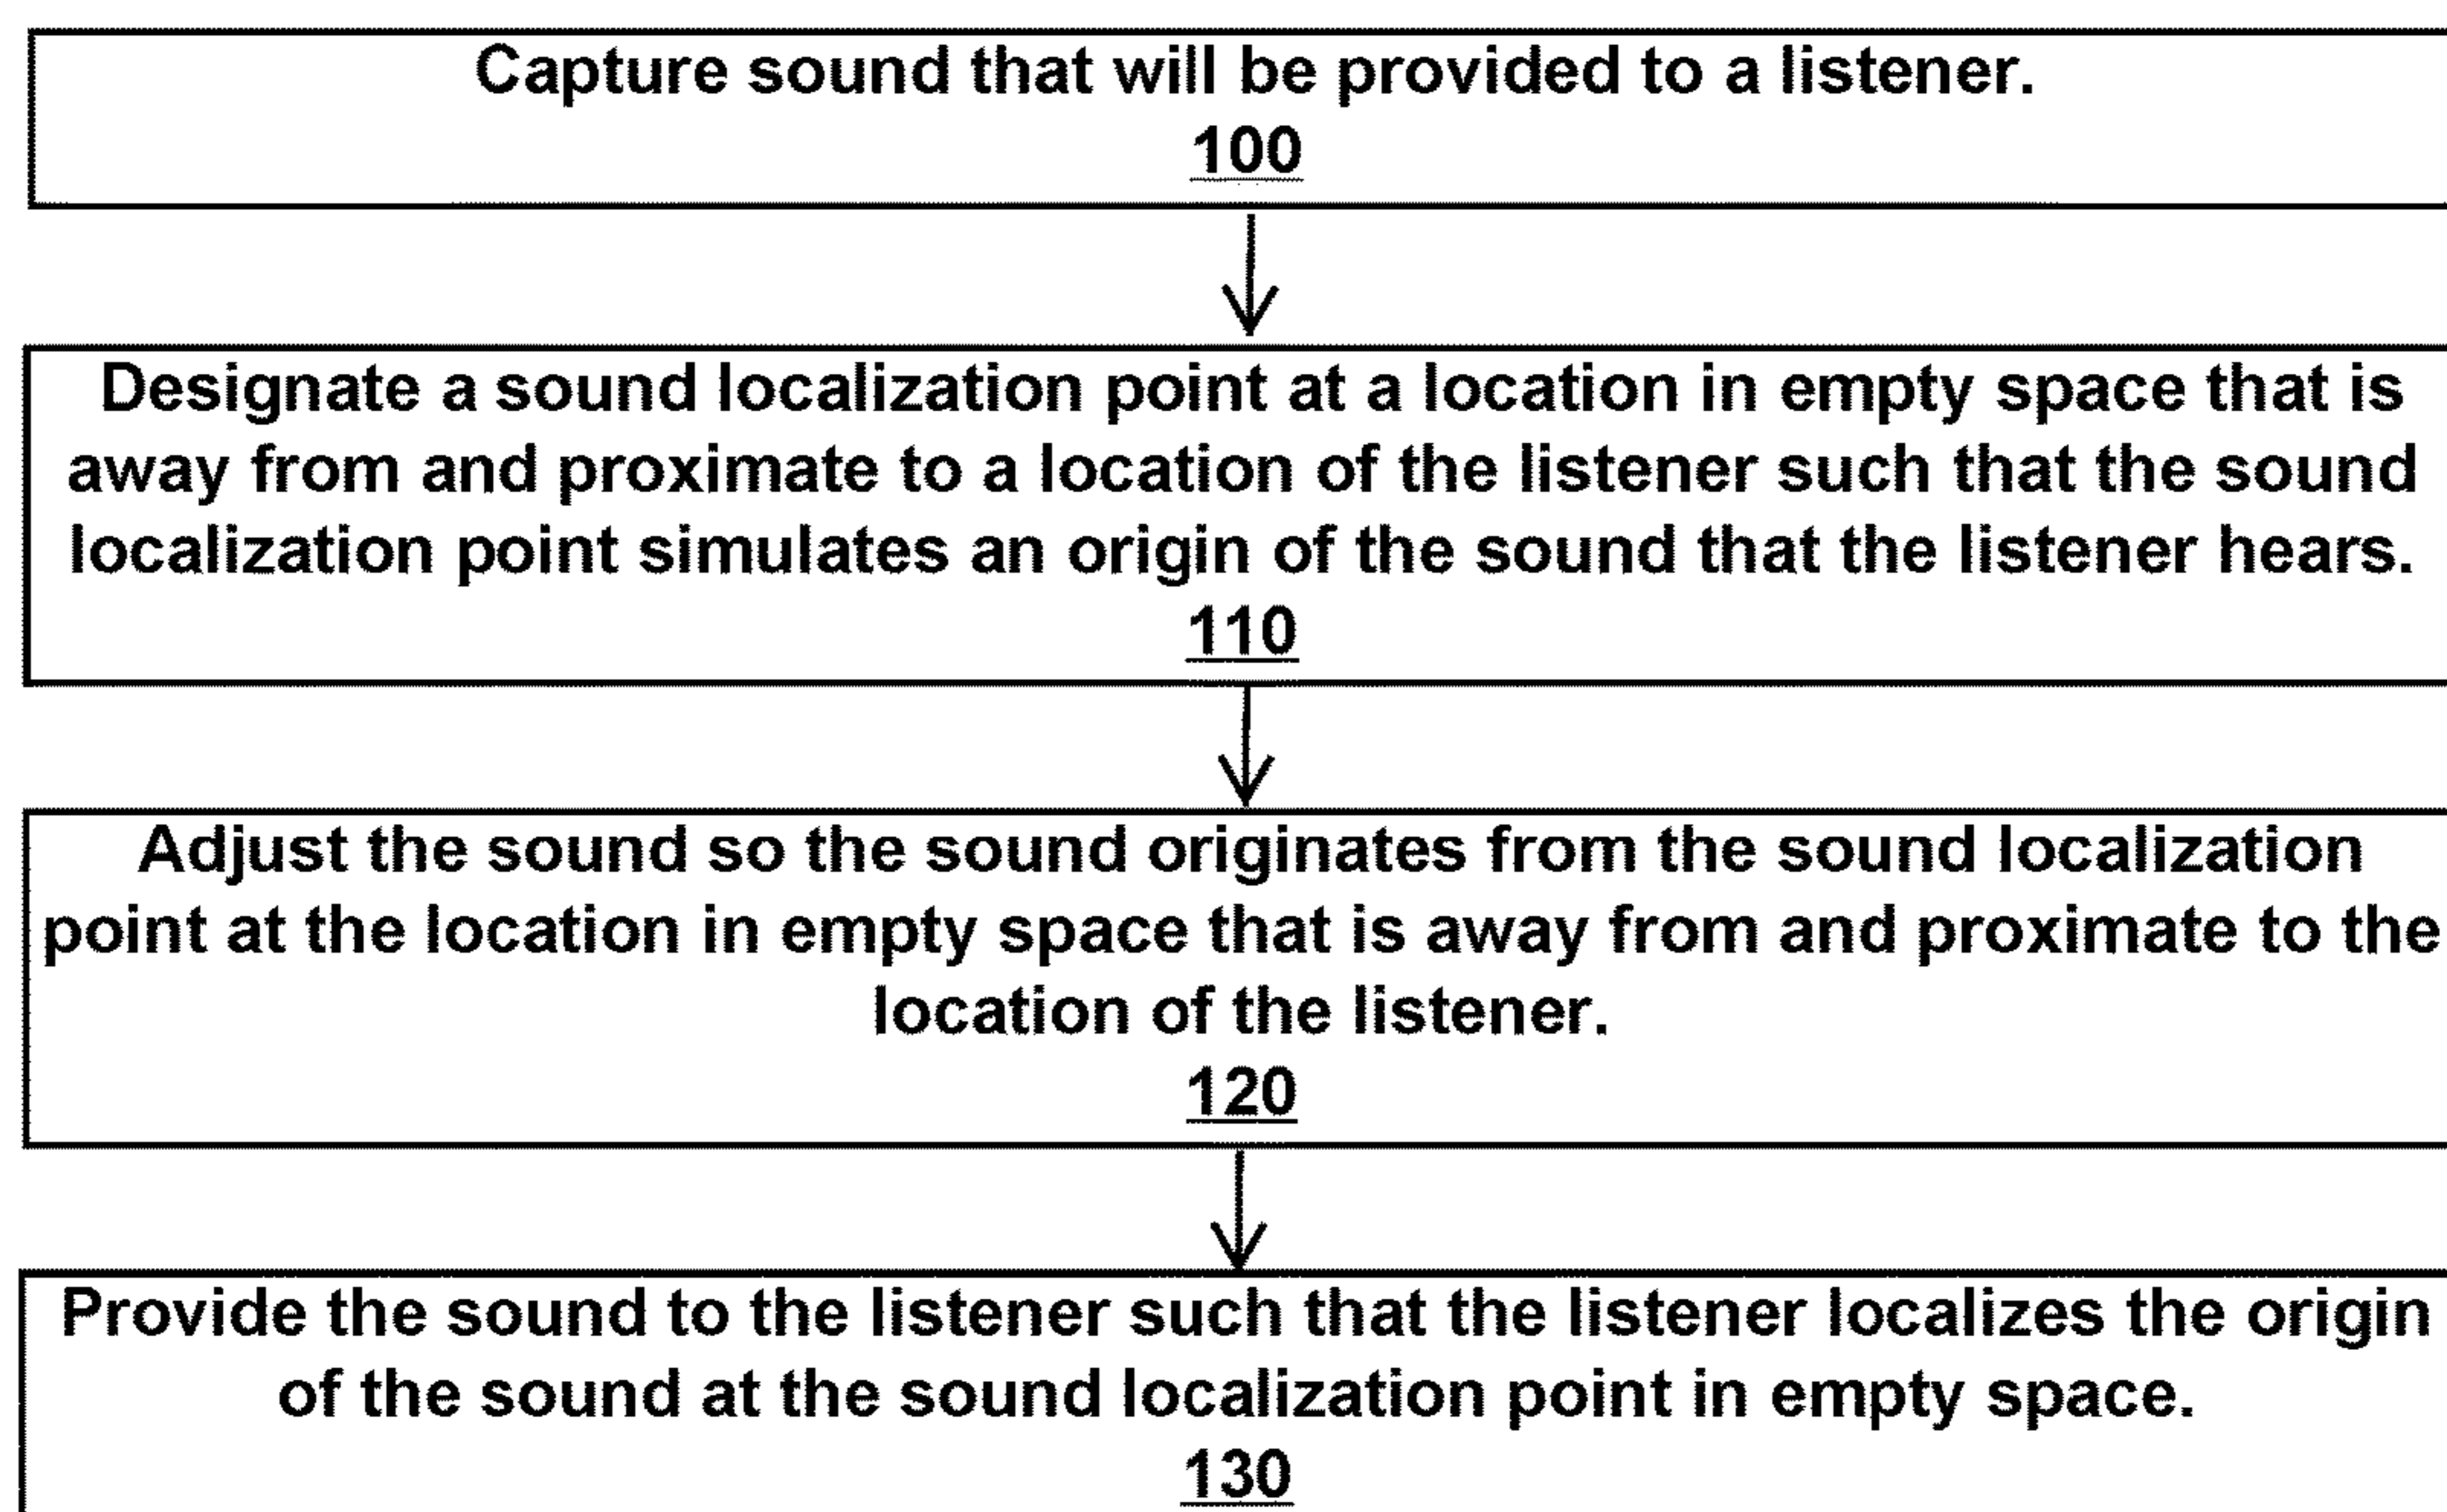 Capture sound that will be provided to a listener.
100
Designate a sound localization point at a location in empty space that is
away from and proximate to a location of the listener such that the sound
localization point simulates an origin of the sound that the listener hears.
110
Adjust the sound so the sound originates from the sound localization
point at the location in empty space that is away from and proximate to the
location of the listener.
120
Provide the sound to the listener such that the listener localizes the origin
of the sound at the sound localization point in empty space.
130